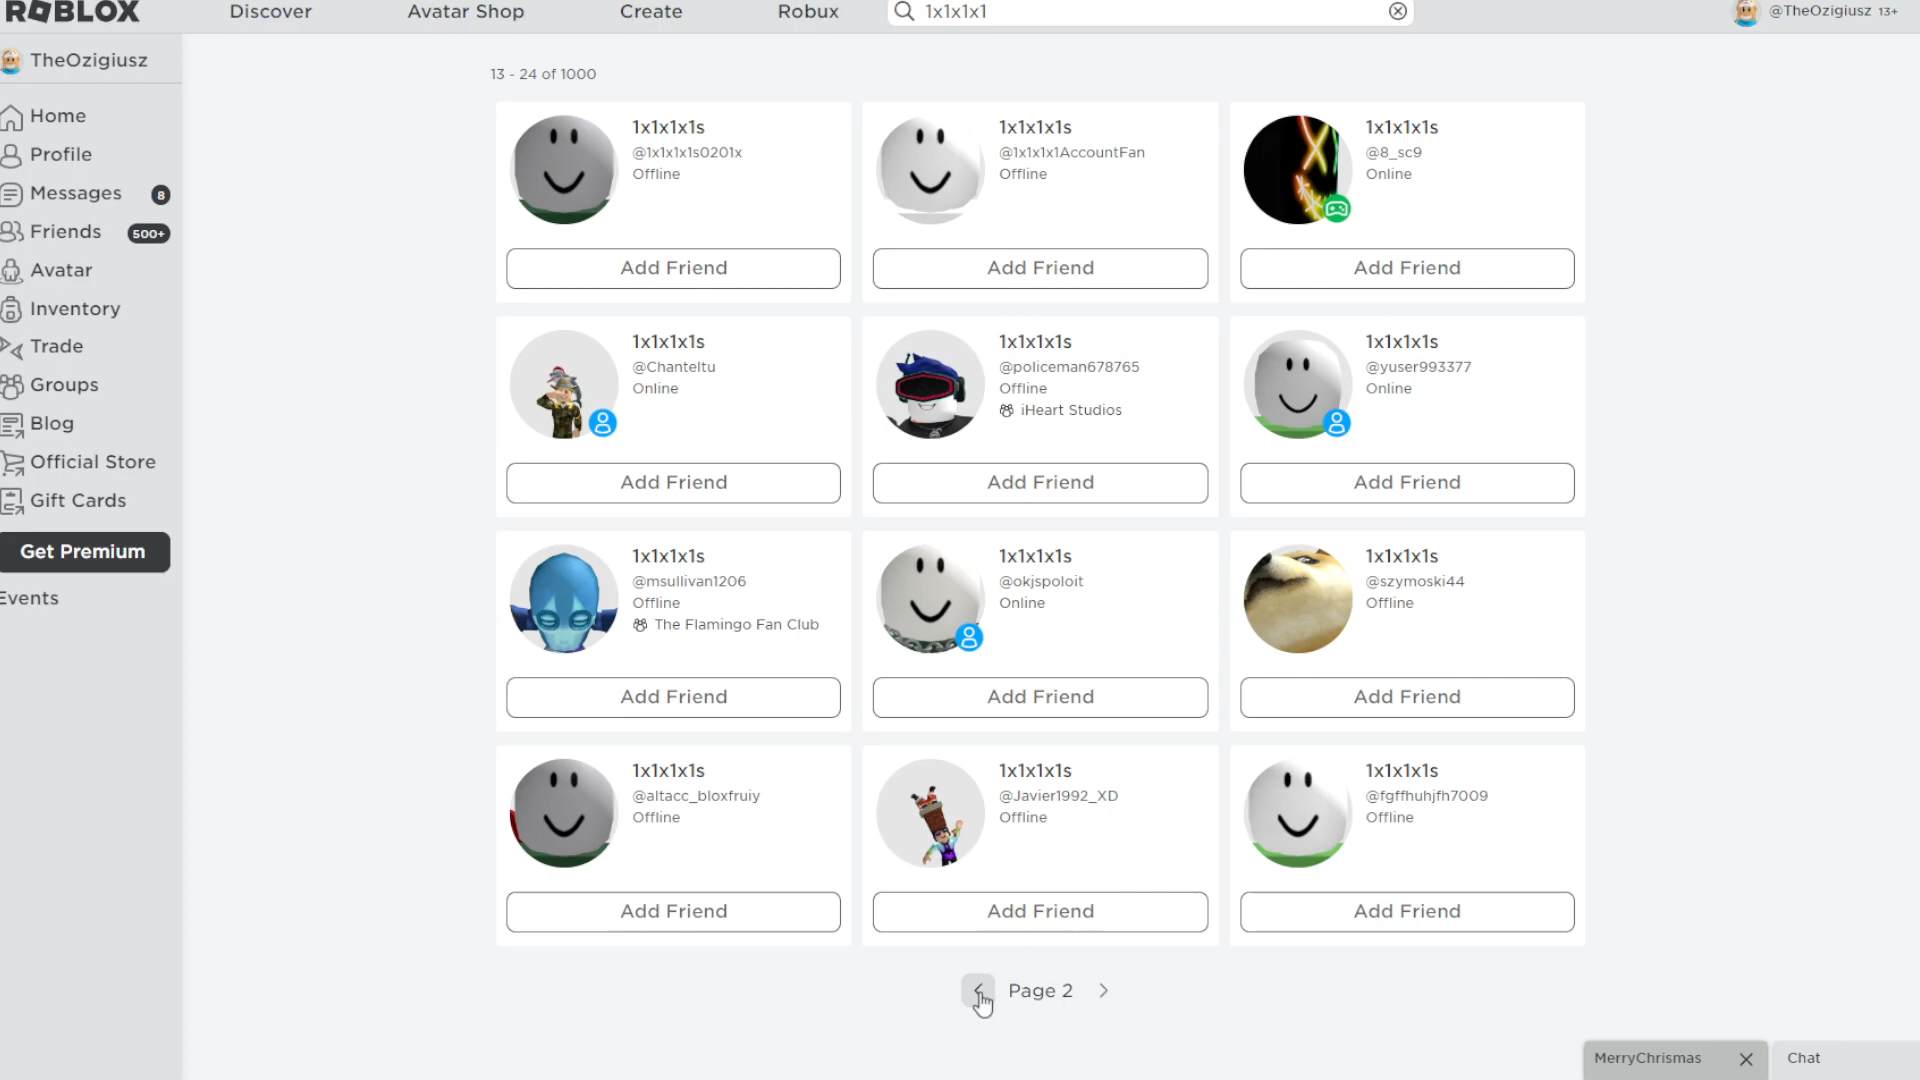 ROBLOX
Discover
Avatar Shop
Create
Robux
1x1x1x1
@TheOzigiusz 13+
TheOzigiusz
Home
Profile
Messages 8
Friends 500+
Avatar
Inventory
Trade
Groups
Blog
Official Store
Gift Cards
Get Premium
Events
13 - 24 of 1000
1x1x1x1s
@1x1x1x1s0201x
Offline
Add Friend
1x1x1x1s
@1x1x1x1AccountFan
Offline
Add Friend
1x1x1x1s
@8_sc9
Online
Add Friend
1x1x1x1s
@Chanteltu
Online
Add Friend
1x1x1x1s
@policeman678765
Offline
iHeart Studios
Add Friend
1x1x1x1s
@yuser993377
Online
Add Friend
1x1x1x1s
@msullivan1206
Offline
The Flamingo Fan Club
Add Friend
1x1x1x1s
@okjspoloit
Online
Add Friend
1x1x1x1s
@szymoski44
Offline
Add Friend
1x1x1x1s
@altacc_bloxfruiy
Offline
Add Friend
1x1x1x1s
@Javier1992_XD
Offline
Add Friend
1x1x1x1s
@fgffhuhjfh7009
Offline
Add Friend
Page 2
MerryChrismas
Chat